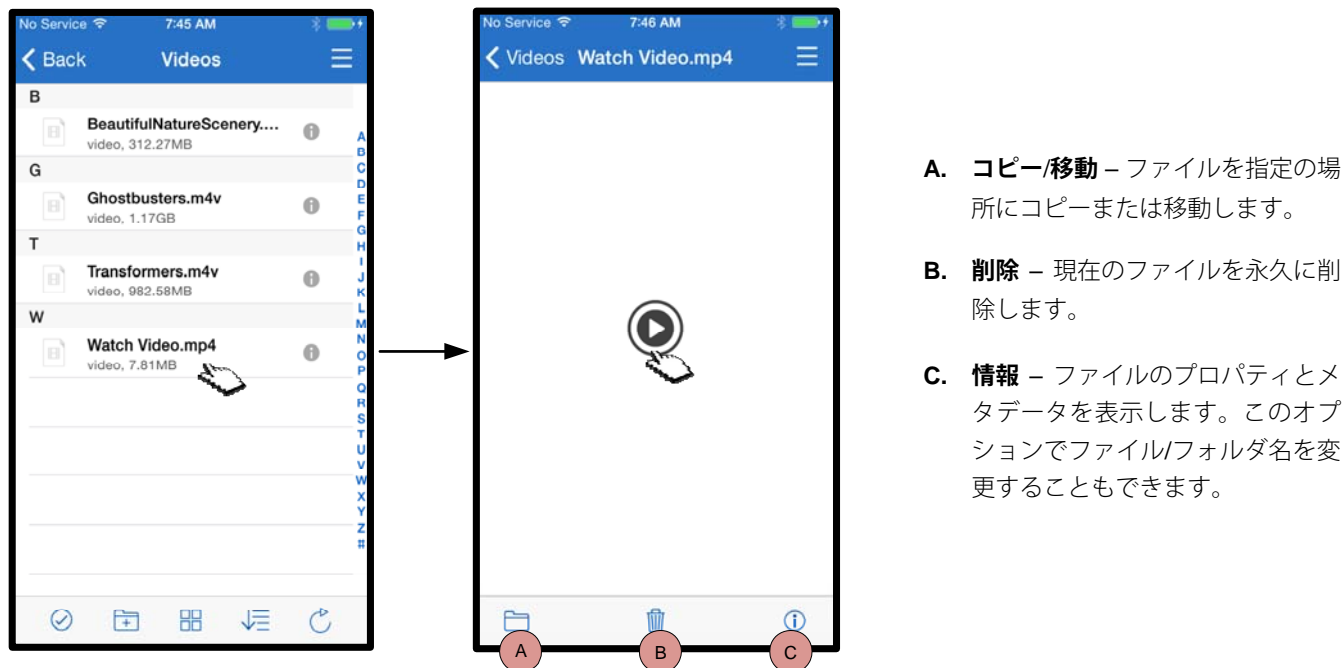 No Service 7:45 AM
Back Videos
B
BeautifulNatureScenery....
video, 312.27MB
G
Ghostbusters.m4v
video, 1.17GB
T
Transformers.m4v
video, 982.58MB
W
Watch Video.mp4
video, 7.81MB
A
B
C
D
E
F
G
H
I
J
K
L
M
N
O
P
Q
R
S
T
U
V
W
X
Y
Z
#
No Service 7:46 AM
Videos Watch Video.mp4
A
B
C
A. コピー/移動 – ファイルを指定の場
所にコピーまたは移動します。
B. 削除 – 現在のファイルを永久に削
除します。
C. 情報 – ファイルのプロパティとメ
タデータを表示します。このオプ
ションでファイル/フォルダ名を変
更することもできます。